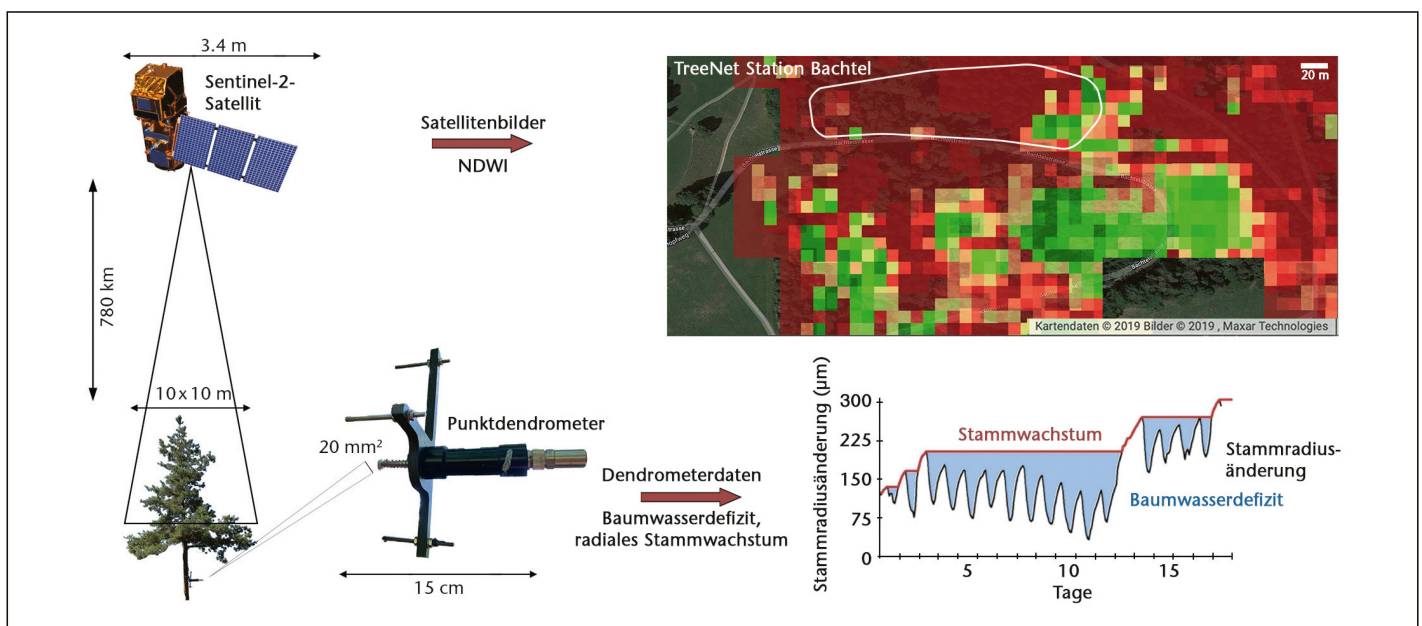 3.4 m
Sentinel-2-
Satellit
Satellitenbilder
NDWI
780 km
10 x 10 m
TreeNet Station Bachtel
20 m
Bachtelstrasse
Bachtelstrasse
Kartendaten © 2019 Bilder © 2019 , Maxar Technologies
20 mm²
Punktdendrometer
15 cm
Dendrometerdaten
Baumwasserdefizit,
radiales Stammwachstum
Stammradiusänderung (µm)
300
225
150
75
0
Stammwachstum
Stammradius-
änderung
Baumwasserdefizit
5
10
15
Tage